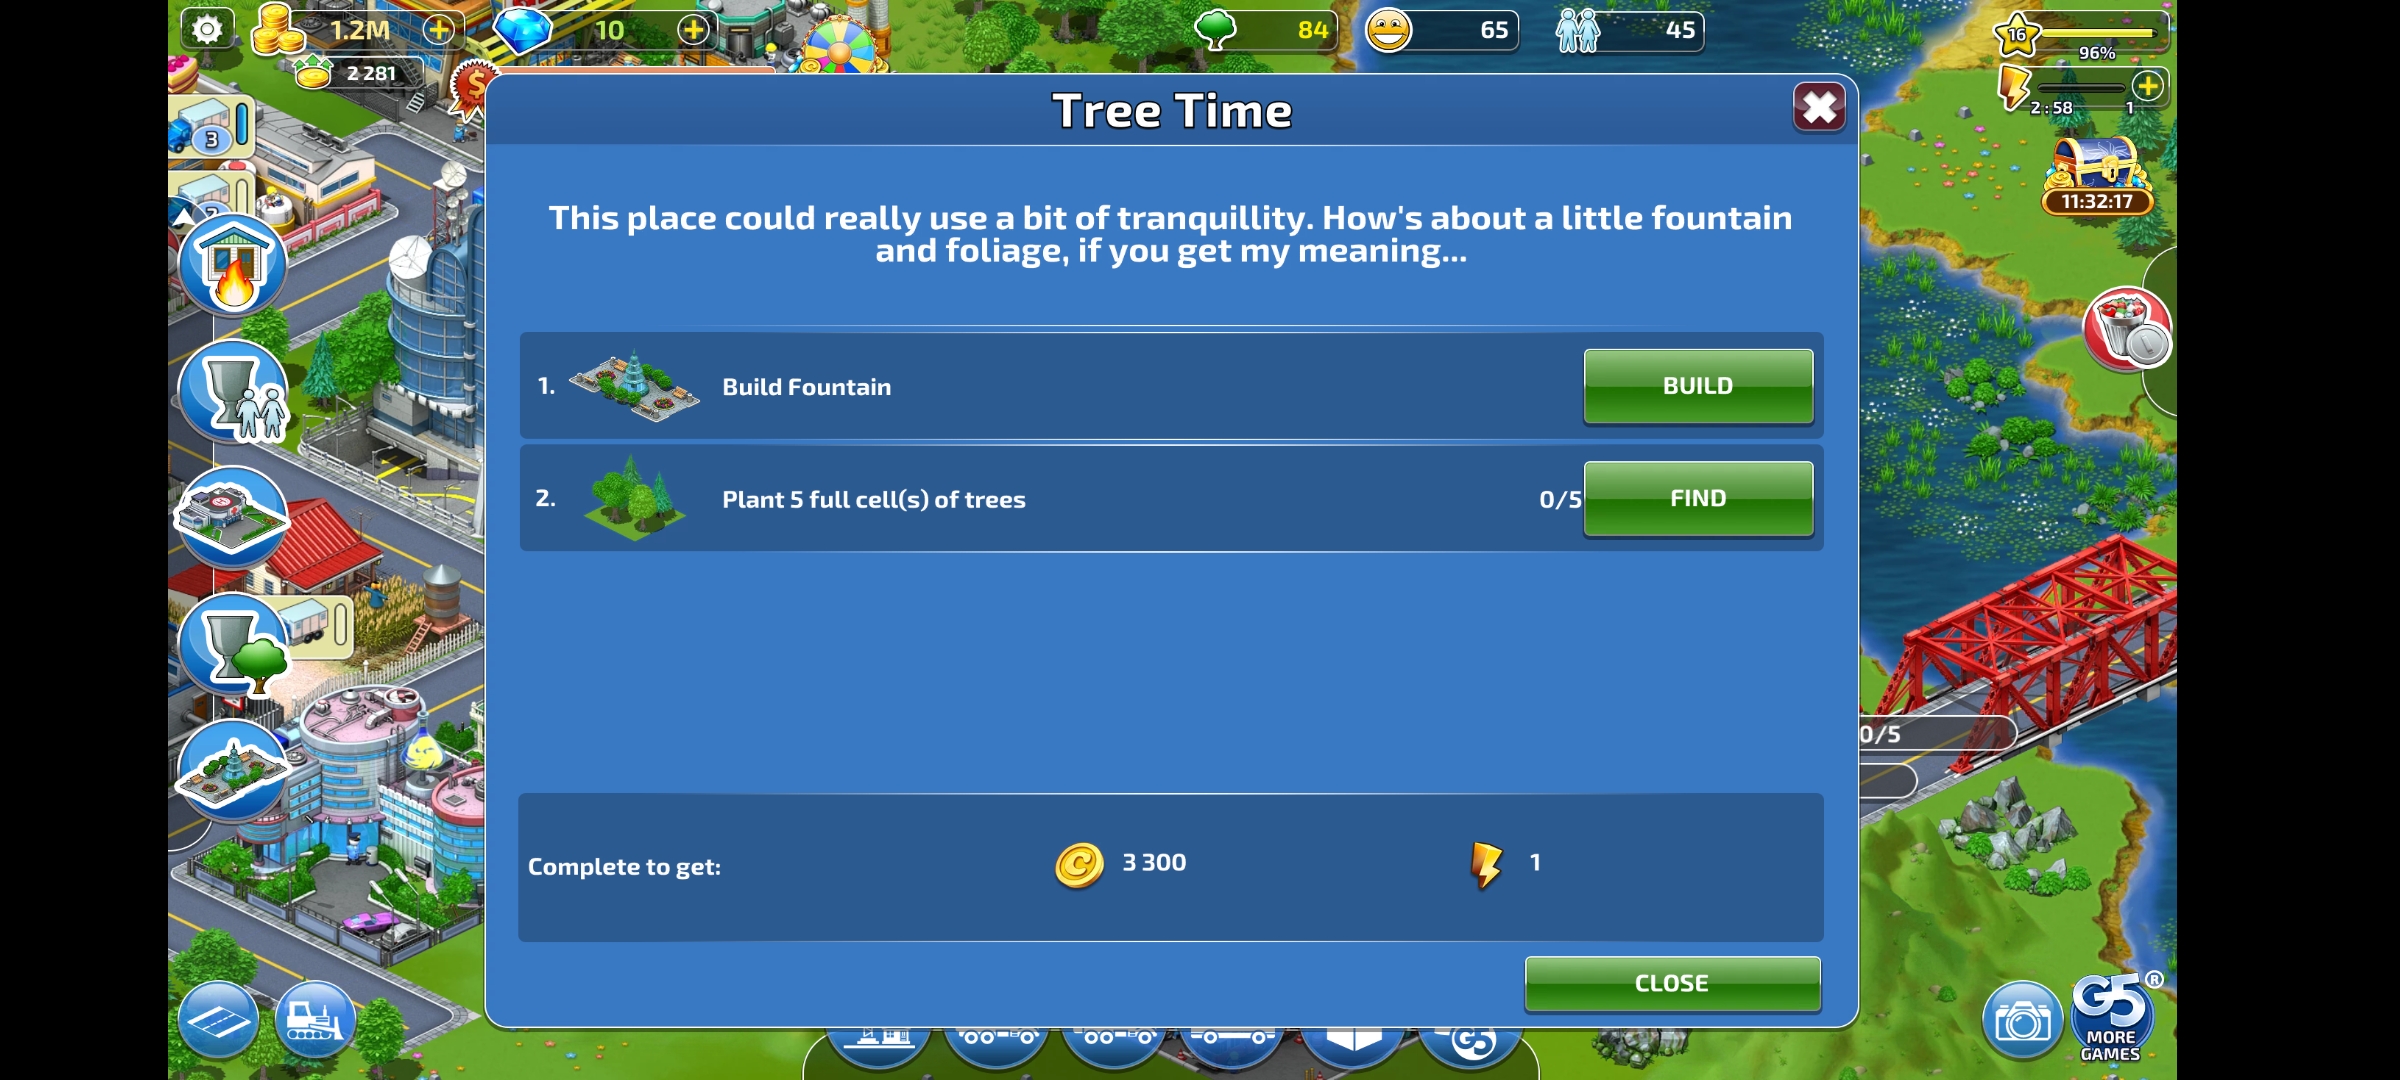 1.2M
10
84
65
45
16
96%
2 281
2:58
1
3
11:32:17
Tree Time
This place could really use a bit of tranquillity. How's about a little fountain
and foliage, if you get my meaning...
1.
Build Fountain
BUILD
2.
Plant 5 full cell(s) of trees
0/5
FIND
0/5
Complete to get:
3 300
1
CLOSE
G5
G5
®
MORE
GAMES